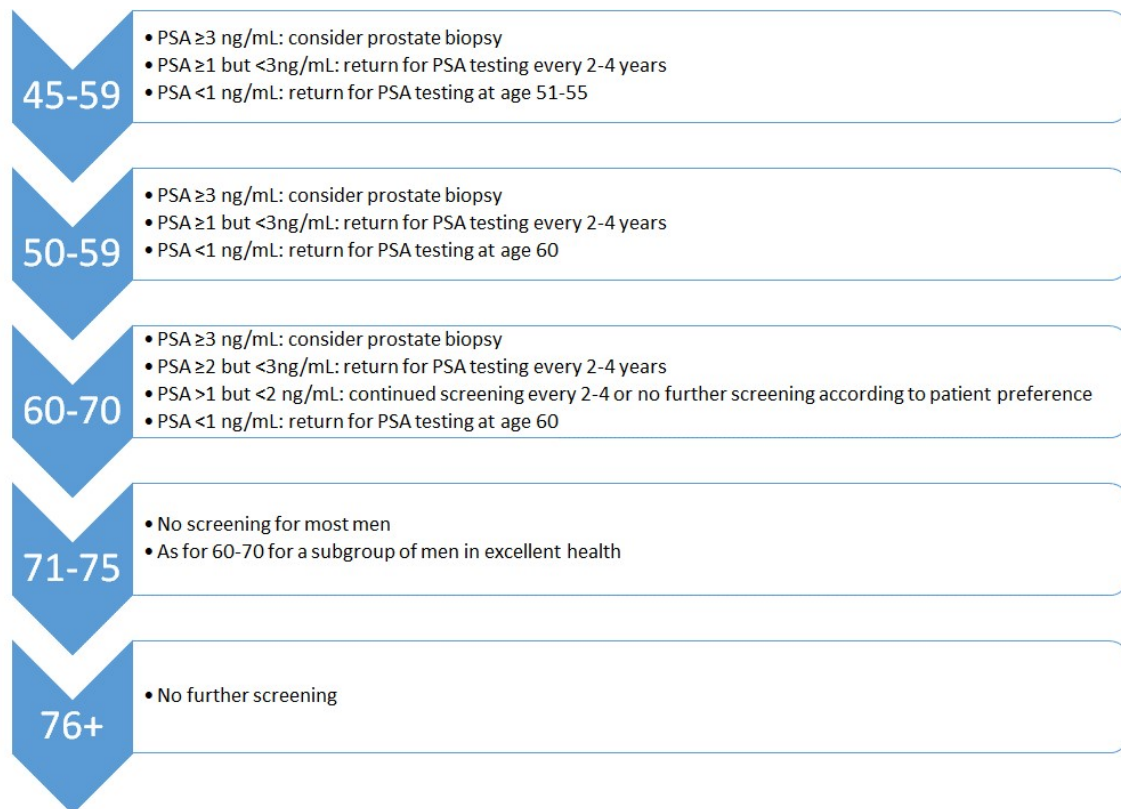 45-59
• PSA ≥3 ng/mL: consider prostate biopsy
• PSA ≥1 but <3ng/mL: return for PSA testing every 2-4 years
• PSA <1 ng/mL: return for PSA testing at age 51-55
50-59
• PSA ≥3 ng/mL: consider prostate biopsy
• PSA ≥1 but <3ng/mL: return for PSA testing every 2-4 years
• PSA <1 ng/mL: return for PSA testing at age 60
60-70
• PSA ≥3 ng/mL: consider prostate biopsy
• PSA ≥2 but <3ng/mL: return for PSA testing every 2-4 years
• PSA >1 but <2 ng/mL: continued screening every 2-4 or no further screening according to patient preference
• PSA <1 ng/mL: return for PSA testing at age 60
71-75
• No screening for most men
• As for 60-70 for a subgroup of men in excellent health
76+
• No further screening